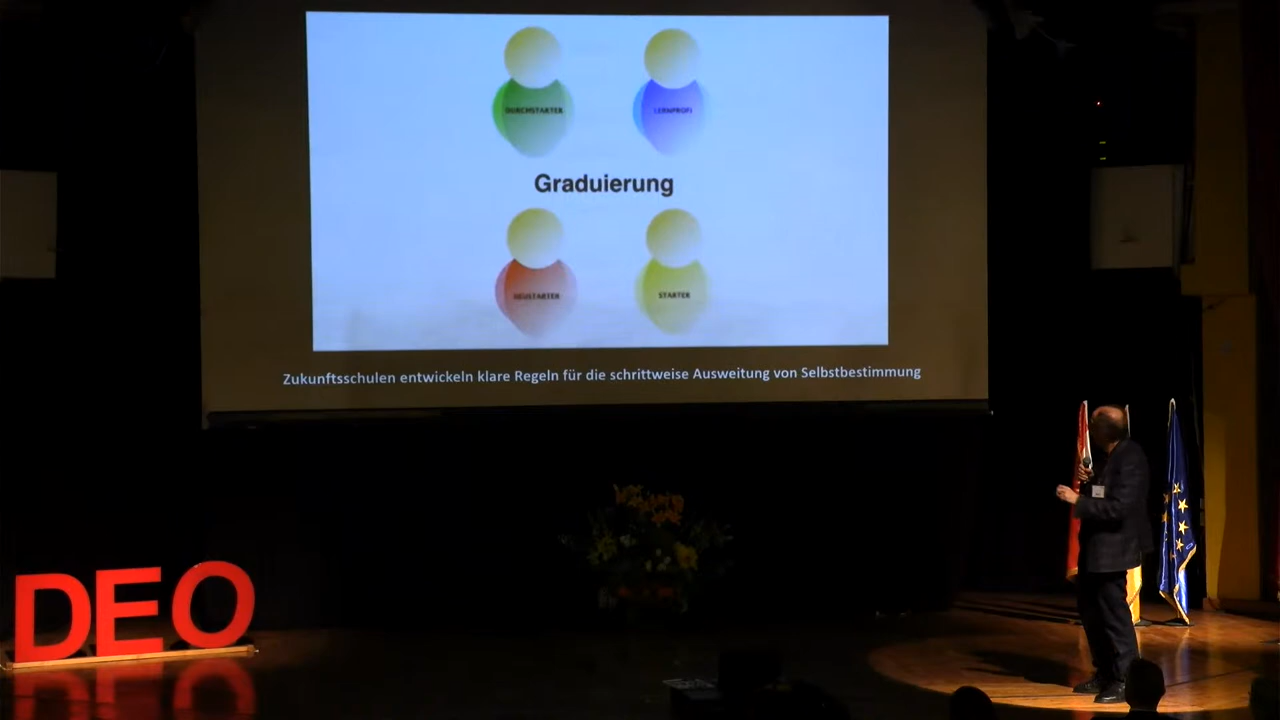 DURCHSTARTER
LERNPROFI
Graduierung
NEUSTARTER
STARTER
Zukunftsschulen entwickeln klare Regeln für die schrittweise Ausweitung von Selbstbestimmung
DEO